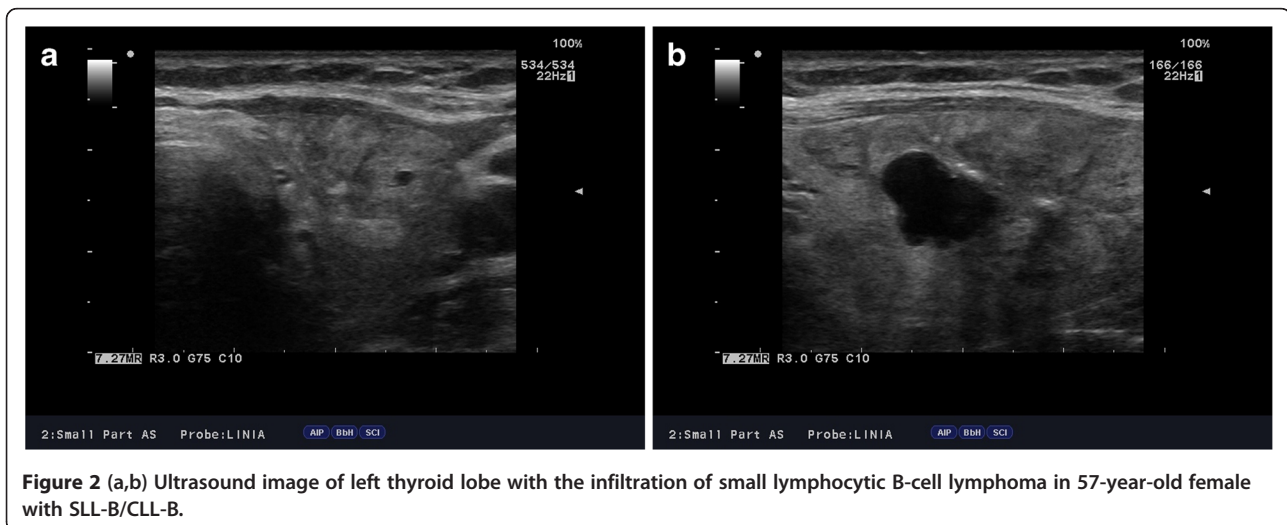 a
100%
534/534
22Hz1
7.27MR R3.0 G75 C10
2:Small Part AS Probe:LINIA AIP BbH SCI
b
100%
166/166
22Hz1
7.27MR R3.0 G75 C10
2:Small Part AS Probe:LINIA AIP BbH SCI
Figure 2 (a,b) Ultrasound image of left thyroid lobe with the infiltration of small lymphocytic B-cell lymphoma in 57-year-old female
with SLL-B/CLL-B.